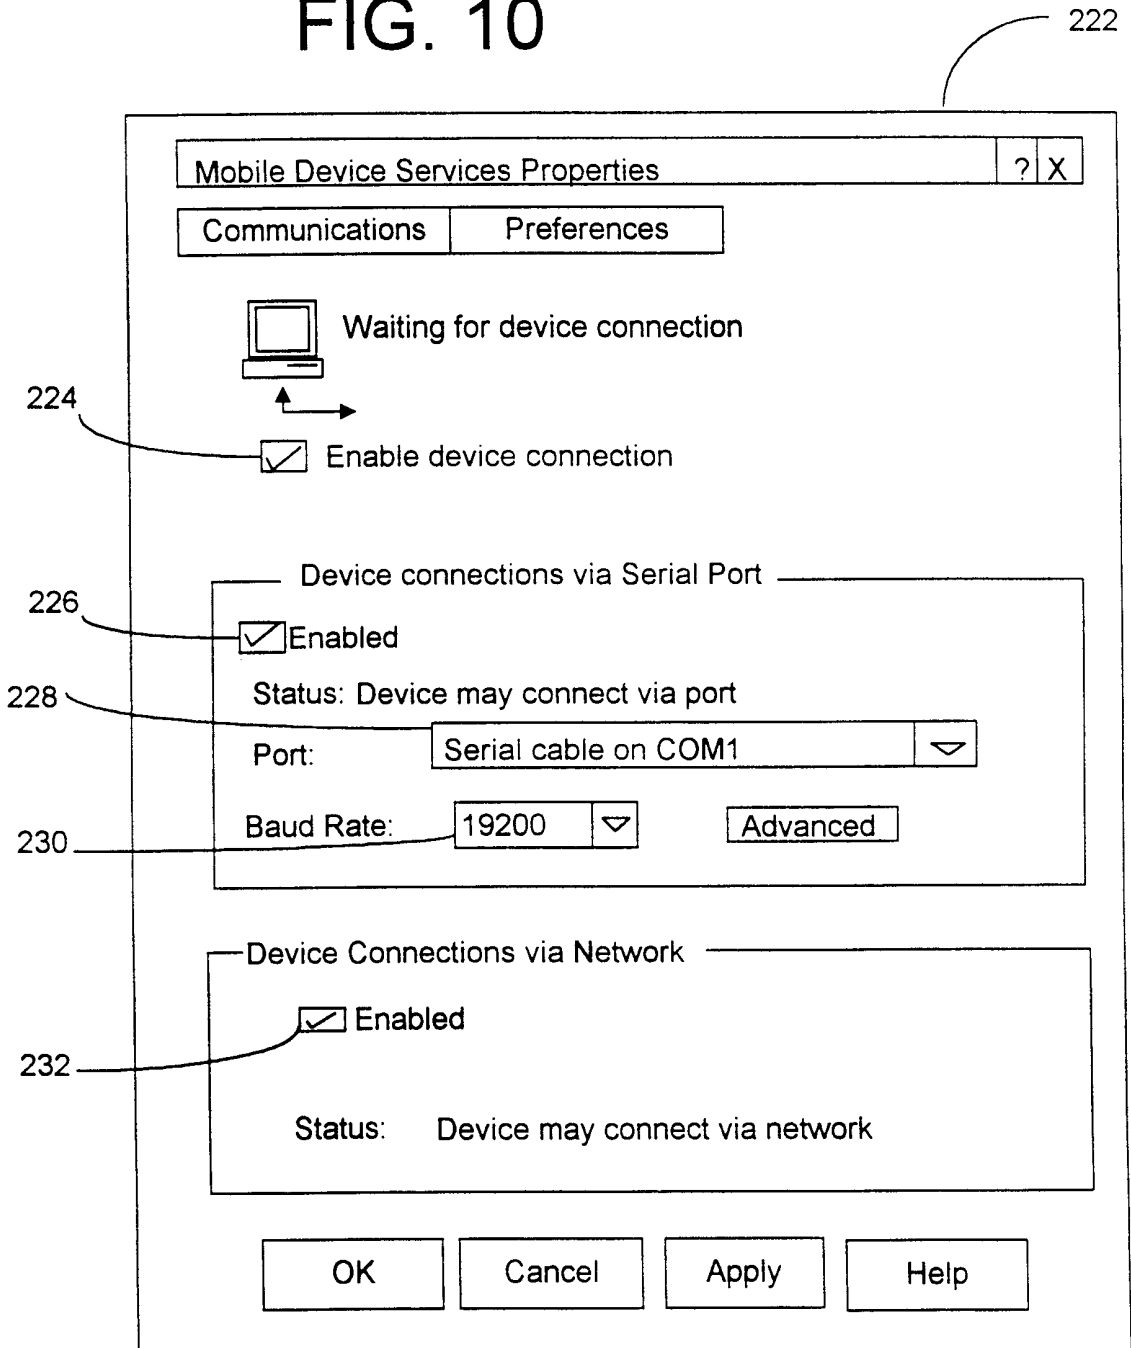 FIG. 10
222
Mobile Device Services Properties ? X
Communications Preferences
Waiting for device connection
224
Enable device connection
Device connections via Serial Port
226
Enabled
228
Status: Device may connect via port
Port: Serial cable on COM1
230
Baud Rate: 19200 Advanced
Device Connections via Network
Enabled
232
Status: Device may connect via network
OK Cancel Apply Help